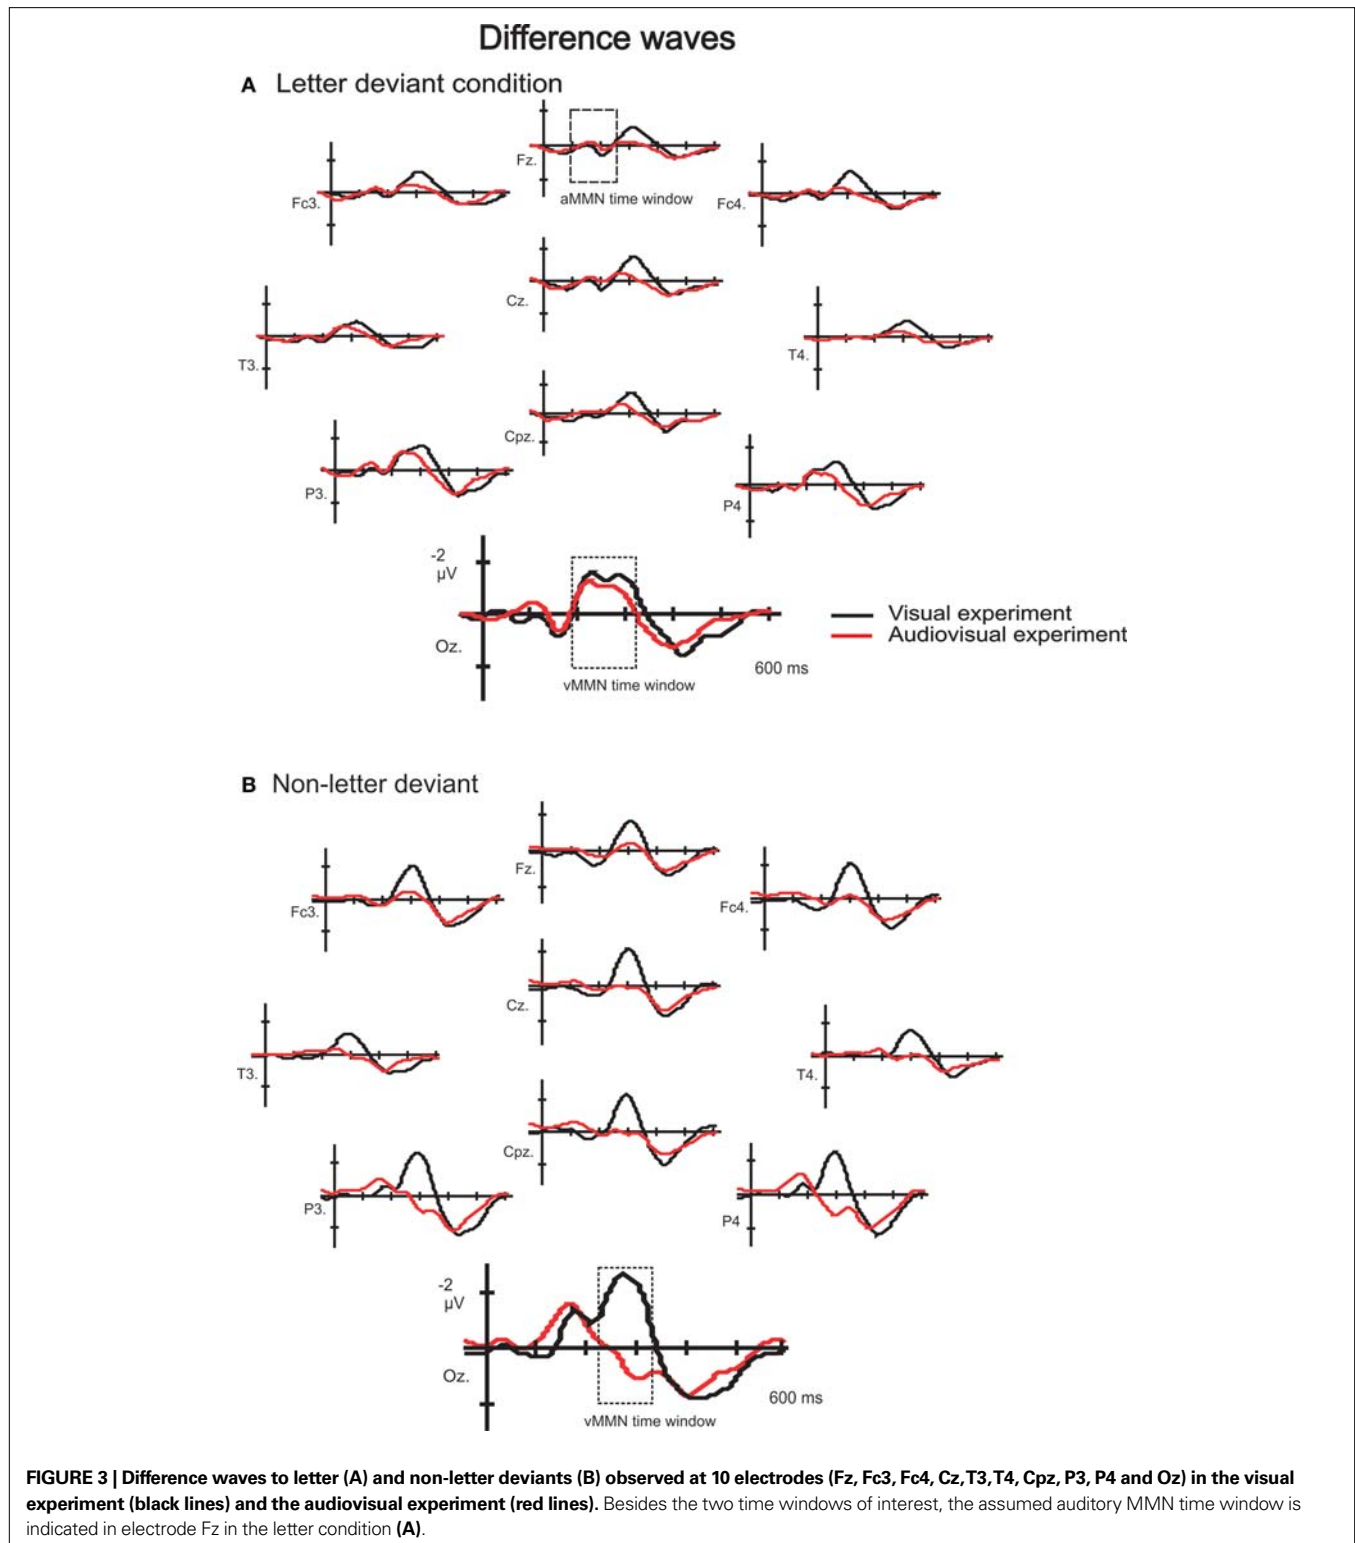 Difference waves
A Letter deviant condition
Fz.
aMMN time window
Fc3.
Fc4.
Cz.
T3.
T4.
Cpz.
P3.
P4
-2
µV
Oz.
Visual experiment
Audiovisual experiment
600 ms
vMMN time window
B Non-letter deviant
Fz.
Fc3.
Fc4.
Cz.
T3.
T4.
Cpz.
P3.
P4
-2
µV
Oz.
600 ms
vMMN time window
FIGURE 3 | Difference waves to letter (A) and non-letter deviants (B) observed at 10 electrodes (Fz, Fc3, Fc4, Cz,T3,T4, Cpz, P3, P4 and Oz) in the visual
experiment (black lines) and the audiovisual experiment (red lines). Besides the two time windows of interest, the assumed auditory MMN time window is
indicated in electrode Fz in the letter condition (A).